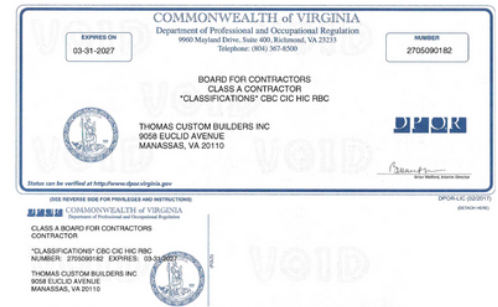 COMMONWEALTH of VIRGINIA
Department of Professional and Occupational Regulation
9960 Mayland Drive, Suite 400, Richmond, VA 23233
Telephone: (804) 367-8500
EXPIRES ON
03-31-2027
NUMBER
2705090182
BOARD FOR CONTRACTORS
CLASS A CONTRACTOR
*CLASSIFICATIONS* CBC CIC HIC RBC
THOMAS CUSTOM BUILDERS INC
9058 EUCLID AVENUE
MANASSAS, VA 20110
DPOR
VOID
VOID
VOID
VOID
Status can be verified at http://www.dpor.virginia.gov
(SEE REVERSE SIDE FOR PRIVILEGES AND INSTRUCTIONS)
DPOR-LIC (02/2017)
(DETACH HERE)
COMMONWEALTH of VIRGINIA
Department of Professional and Occupational Regulation
CLASS A BOARD FOR CONTRACTORS
CONTRACTOR
*CLASSIFICATIONS* CBC CIC HIC RBC
NUMBER: 2705090182 EXPIRES: 03-31-2027
THOMAS CUSTOM BUILDERS INC
9058 EUCLID AVENUE
MANASSAS, VA 20110
VOID
VOID